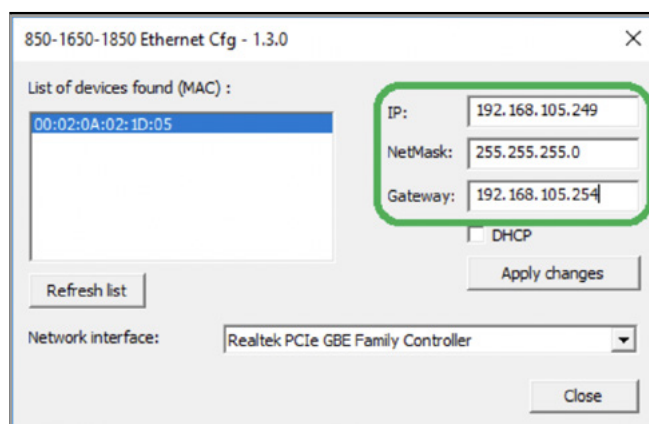 850-1650-1850 Ethernet Cfg - 1.3.0
List of devices found (MAC) :
00:02:0A:02:1D:05
IP: 192.168.105.249
NetMask: 255.255.255.0
Gateway: 192.168.105.254
DHCP
Apply changes
Refresh list
Network interface: Realtek PCIe GBE Family Controller
Close